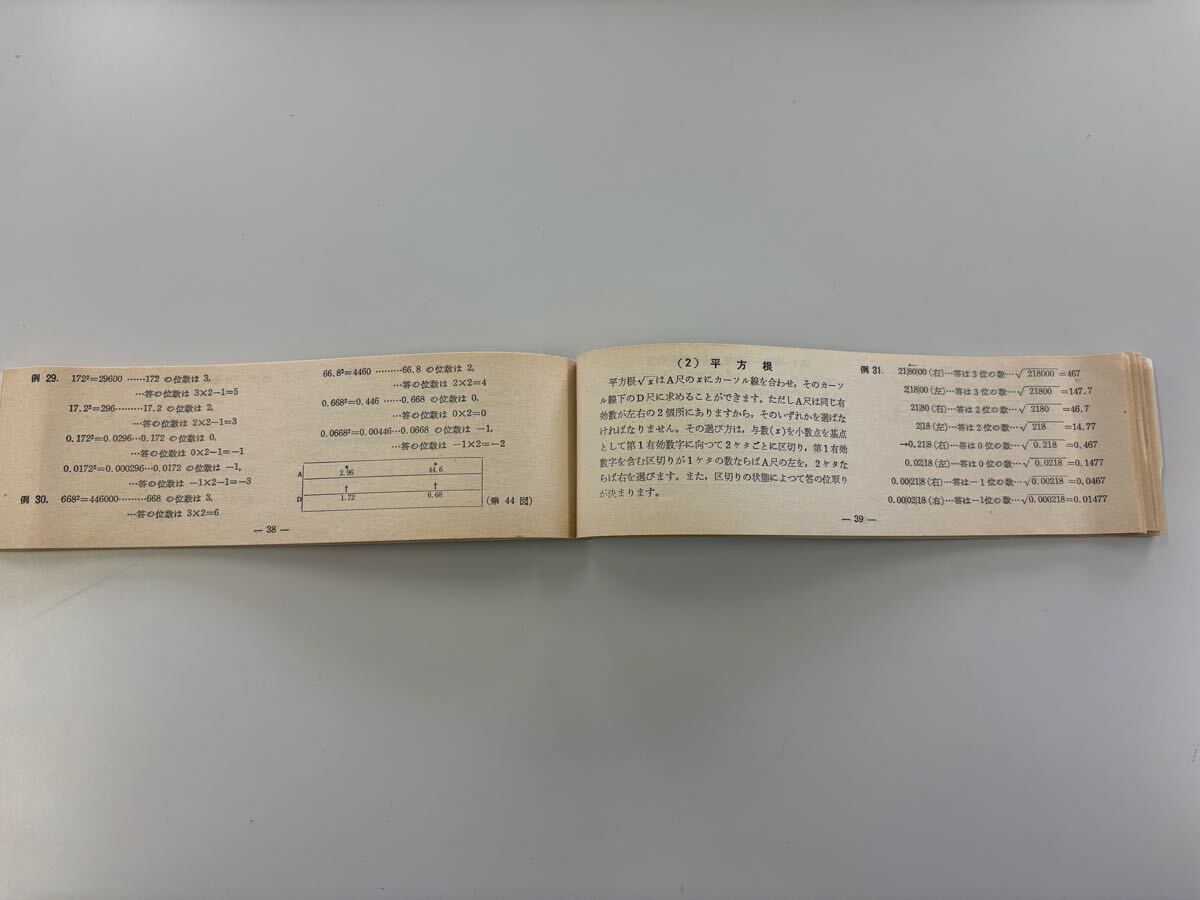 例 29. 172²=29600 ……172 の位数は 3,
…答の位数は 3×2−1=5
17.2²=296………17.2 の位数は 2,
…答の位数は 2×2−1=3
0.172²=0.0296…0.172 の位数は 0,
…答の位数は 0×2−1=−1
0.0172²=0.000296…0.0172 の位数は −1,
…答の位数は −1×2−1=−3
例 30. 668²=446000………668 の位数は 3,
…答の位数は 3×2=6
66.8²=4460 ………66.8 の位数は 2,
…答の位数は 2×2=4
0.668²=0.446 ……0.668 の位数は 0,
…答の位数は 0×2=0
0.0668²=0.00446…0.0668 の位数は −1,
…答の位数は −1×2=−2
A 2.96 44.6
D 1.72 6.68
(第 44 図)
— 38 —
(2) 平 方 根
平方根√x はA尺の x にカーソル線を合わせ, そのカーソ
ル線下のD尺に求めることができます。ただしA尺は同じ有
効数が左右の2個所にありますから, そのいずれかを選ばな
ければなりません。その選び方は, 与数(x)を小数点を基点
として第1有効数字に向つて2ケタごとに区切り, 第1有効
数字を含む区切りが1ケタの数ならばA尺の左を, 2ケタな
らば右を選びます。また, 区切りの状態によつて答の位取り
が決まります。
例 31. 21|80|00 (右)…答は 3 位の数…√218000=467
2|18|00 (左)…答は 3 位の数…√21800=147.7
21|80 (右)…答は 2 位の数…√2180=46.7
2|18 (左)…答は 2 位の数…√218=14.77
→0.21|8 (右)…答は 0 位の数…√0.218=0.467
0.02|18 (左)…答は 0 位の数…√0.0218=0.1477
0.00|21|8 (右)…答は−1 位の数…√0.00218=0.0467
0.00|02|18 (右)…答は−1位の数…√0.000218=0.01477
— 39 —